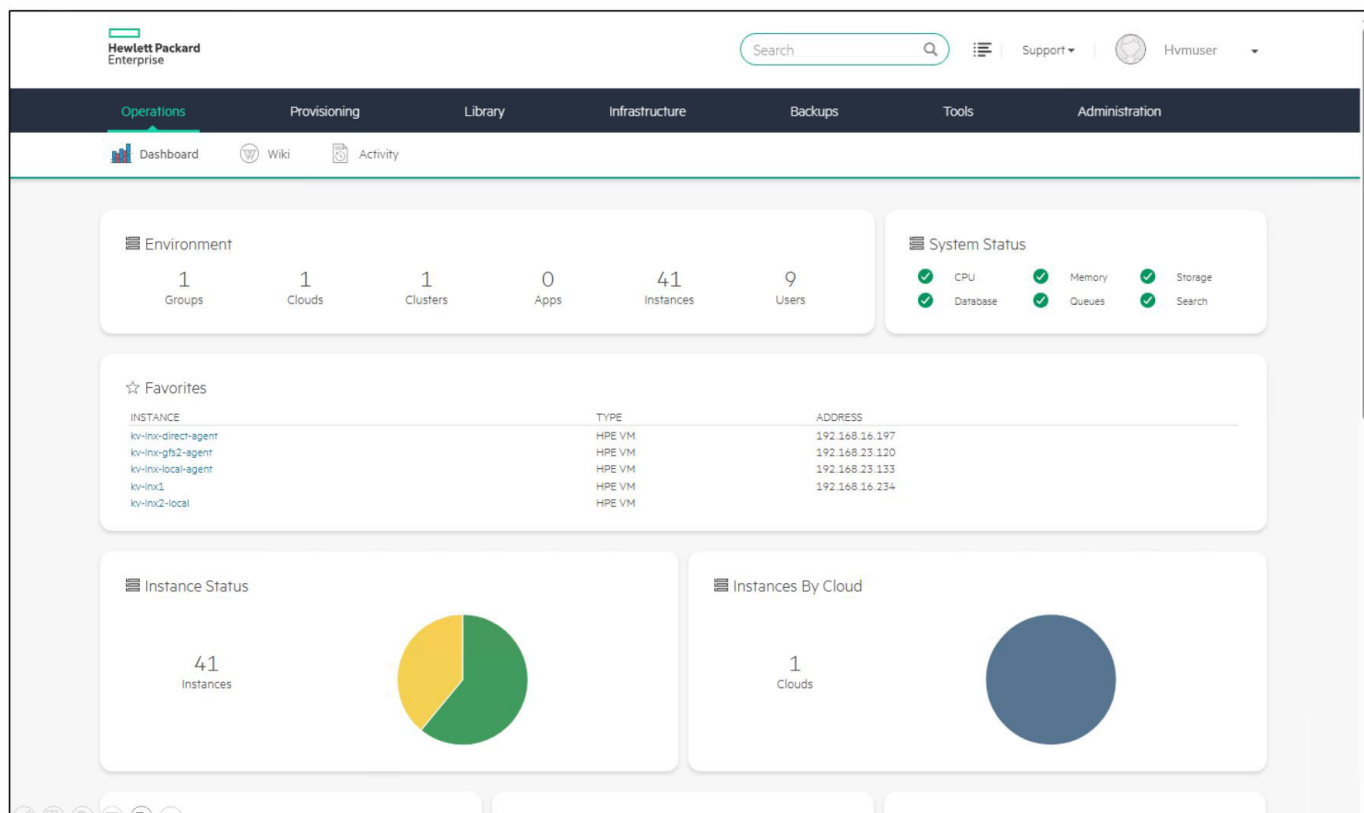 Hewlett Packard
Enterprise
Search
Support
Hvmuser
Operations Provisioning Library Infrastructure Backups Tools Administration
Dashboard Wiki Activity
Environment
1 1 1 0 41 9
Groups Clouds Clusters Apps Instances Users
System Status
CPU Memory Storage
Database Queues Search
Favorites
INSTANCE TYPE ADDRESS
kv-lnx-direct-agent HPE VM 192.168.16.197
kv-lnx-gfs2-agent HPE VM 192.168.23.120
kv-lnx-local-agent HPE VM 192.168.23.133
kv-lnx1 HPE VM 192.168.16.234
kv-lnx2-local HPE VM
Instance Status
41
Instances
Instances By Cloud
1
Clouds